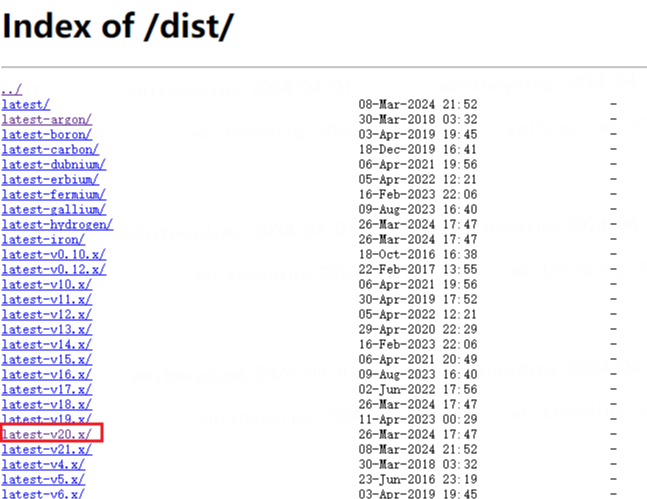 Index of /dist/
../
latest/ 08-Mar-2024 21:52 -
latest-argon/ 30-Mar-2018 03:32 -
latest-boron/ 03-Apr-2019 19:45 -
latest-carbon/ 18-Dec-2019 16:41 -
latest-dubnium/ 06-Apr-2021 19:56 -
latest-erbium/ 05-Apr-2022 12:21 -
latest-fermium/ 16-Feb-2023 22:06 -
latest-gallium/ 09-Aug-2023 16:40 -
latest-hydrogen/ 26-Mar-2024 17:47 -
latest-iron/ 26-Mar-2024 17:47 -
latest-v0.10.x/ 18-Oct-2016 16:38 -
latest-v0.12.x/ 22-Feb-2017 13:55 -
latest-v10.x/ 06-Apr-2021 19:56 -
latest-v11.x/ 30-Apr-2019 17:52 -
latest-v12.x/ 05-Apr-2022 12:21 -
latest-v13.x/ 29-Apr-2020 22:29 -
latest-v14.x/ 16-Feb-2023 22:06 -
latest-v15.x/ 06-Apr-2021 20:49 -
latest-v16.x/ 09-Aug-2023 16:40 -
latest-v17.x/ 02-Jun-2022 17:56 -
latest-v18.x/ 26-Mar-2024 17:47 -
latest-v19.x/ 11-Apr-2023 00:29 -
latest-v20.x/ 26-Mar-2024 17:47 -
latest-v21.x/ 08-Mar-2024 21:52 -
latest-v4.x/ 30-Mar-2018 03:32 -
latest-v5.x/ 23-Jun-2016 23:19 -
latest-v6.x/ 03-Apr-2019 19:45 -